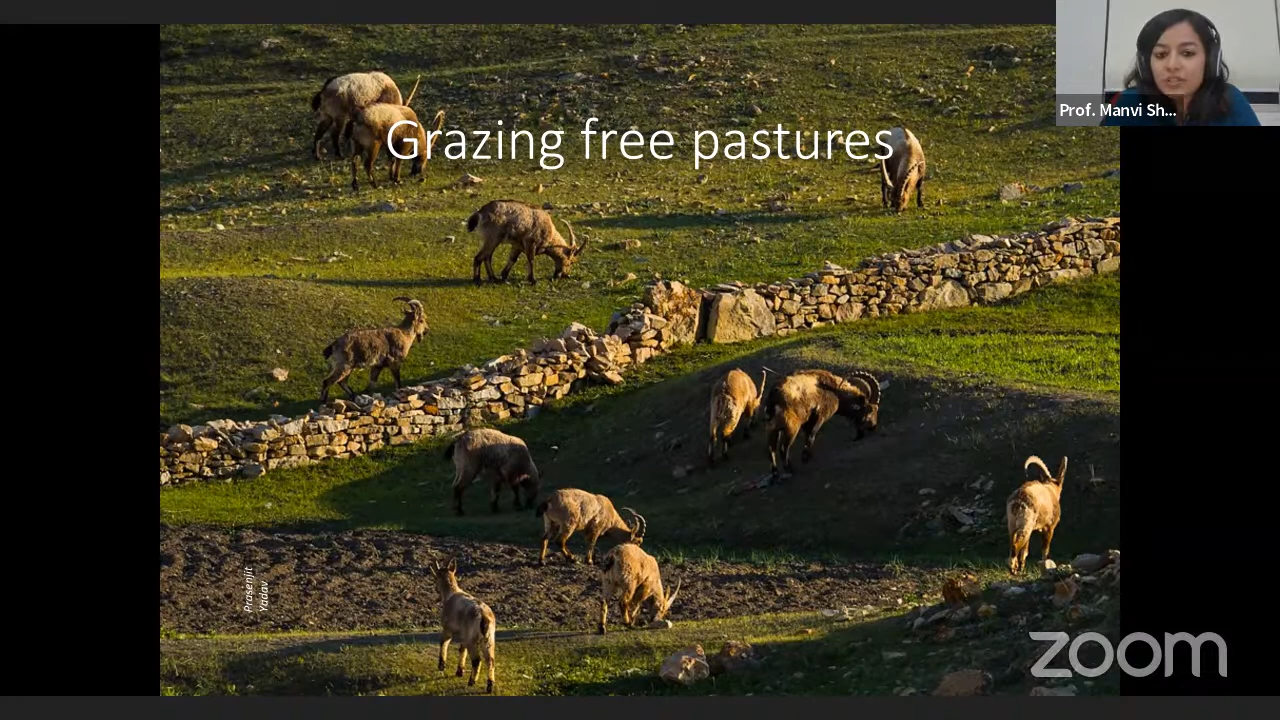 Prof. Manvi Sh...
Grazing free pastures
Prasenjit
Yadav
zoom